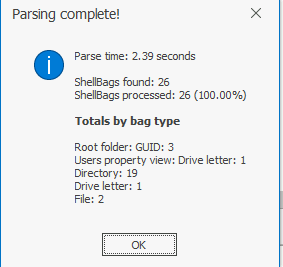 Parsing complete!
Parse time: 2.39 seconds
ShellBags found: 26
ShellBags processed: 26 (100.00%)
Totals by bag type
Root folder: GUID: 3
Users property view: Drive letter: 1
Directory: 19
Drive letter: 1
File: 2
OK